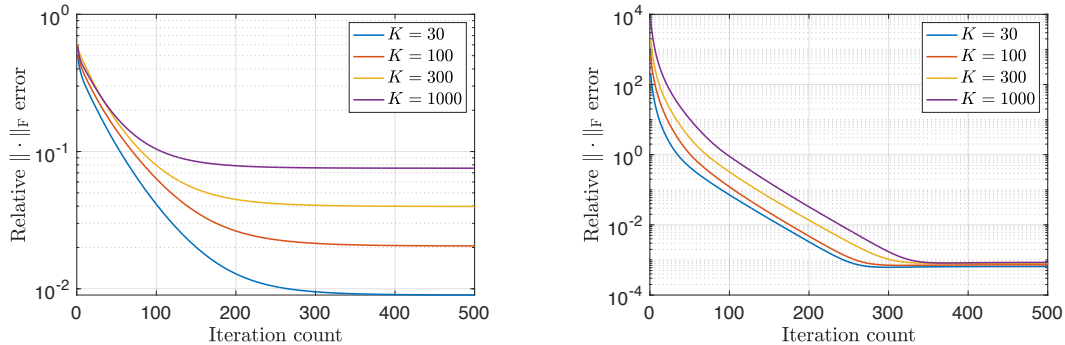 10^0
10^-1
10^-2
0 100 200 300 400 500
Relative ‖ · ‖_F error
Iteration count
K = 30
K = 100
K = 300
K = 1000
10^4
10^2
10^0
10^-2
10^-4
0 100 200 300 400 500
Relative ‖ · ‖_F error
Iteration count
K = 30
K = 100
K = 300
K = 1000